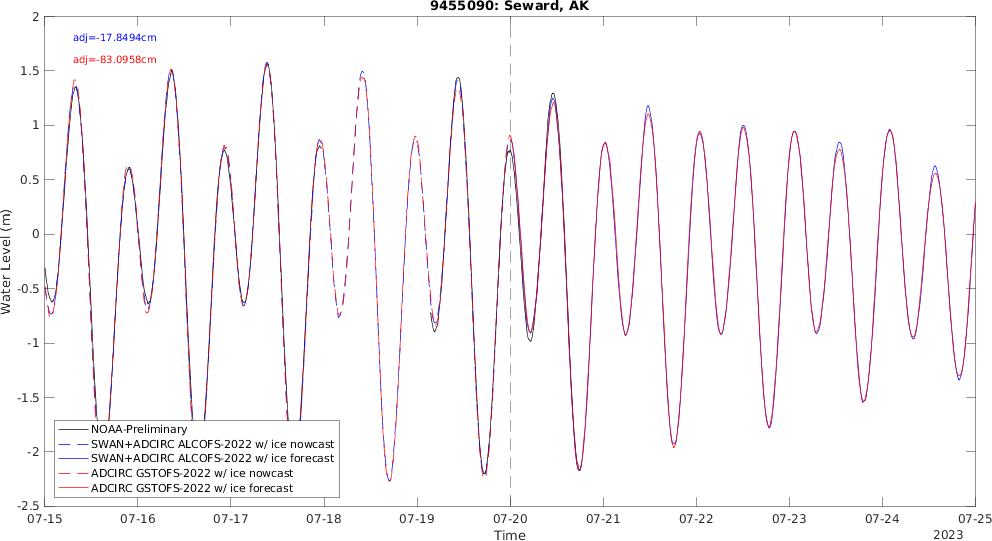 9455090: Seward, AK
adj=-17.8494cm
adj=-83.0958cm
Water Level (m)
2
1.5
1
0.5
0
-0.5
-1
-1.5
-2
-2.5
NOAA-Preliminary
SWAN+ADCIRC ALCOFS-2022 w/ ice nowcast
SWAN+ADCIRC ALCOFS-2022 w/ ice forecast
ADCIRC GSTOFS-2022 w/ ice nowcast
ADCIRC GSTOFS-2022 w/ ice forecast
07-15 07-16 07-17 07-18 07-19 07-20 07-21 07-22 07-23 07-24 07-25
Time
2023